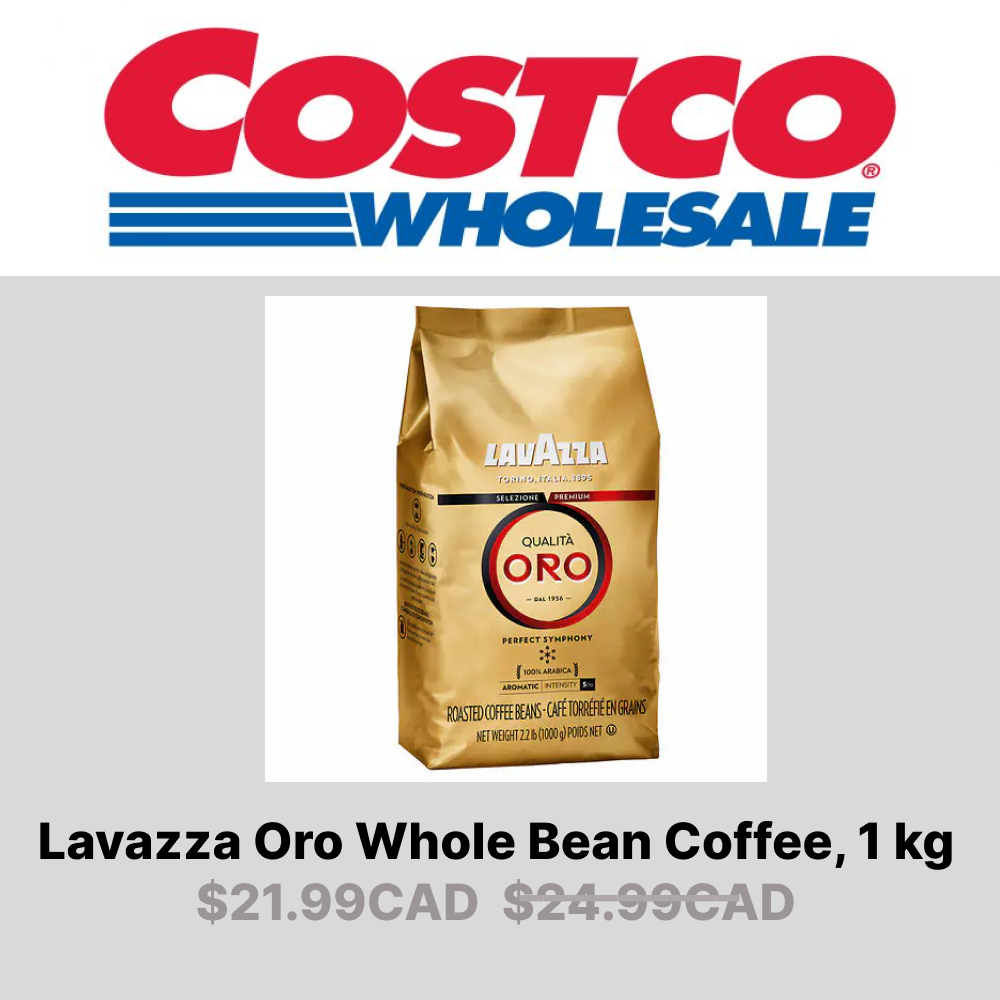 COSTCO®
WHOLESALE
LAVAZZA
TORINO, ITALIA, 1895
SELEZIONE PREMIUM
QUALITÀ
ORO
— DAL 1956 —
PERFECT SYMPHONY
100% ARABICA
AROMATIC INTENSITY 5/10
ROASTED COFFEE BEANS - CAFÉ TORRÉFIÉ EN GRAINS
NET WEIGHT 2.2 lb (1000 g) POIDS NET
Lavazza Oro Whole Bean Coffee, 1 kg
$21.99CAD $24.99CAD